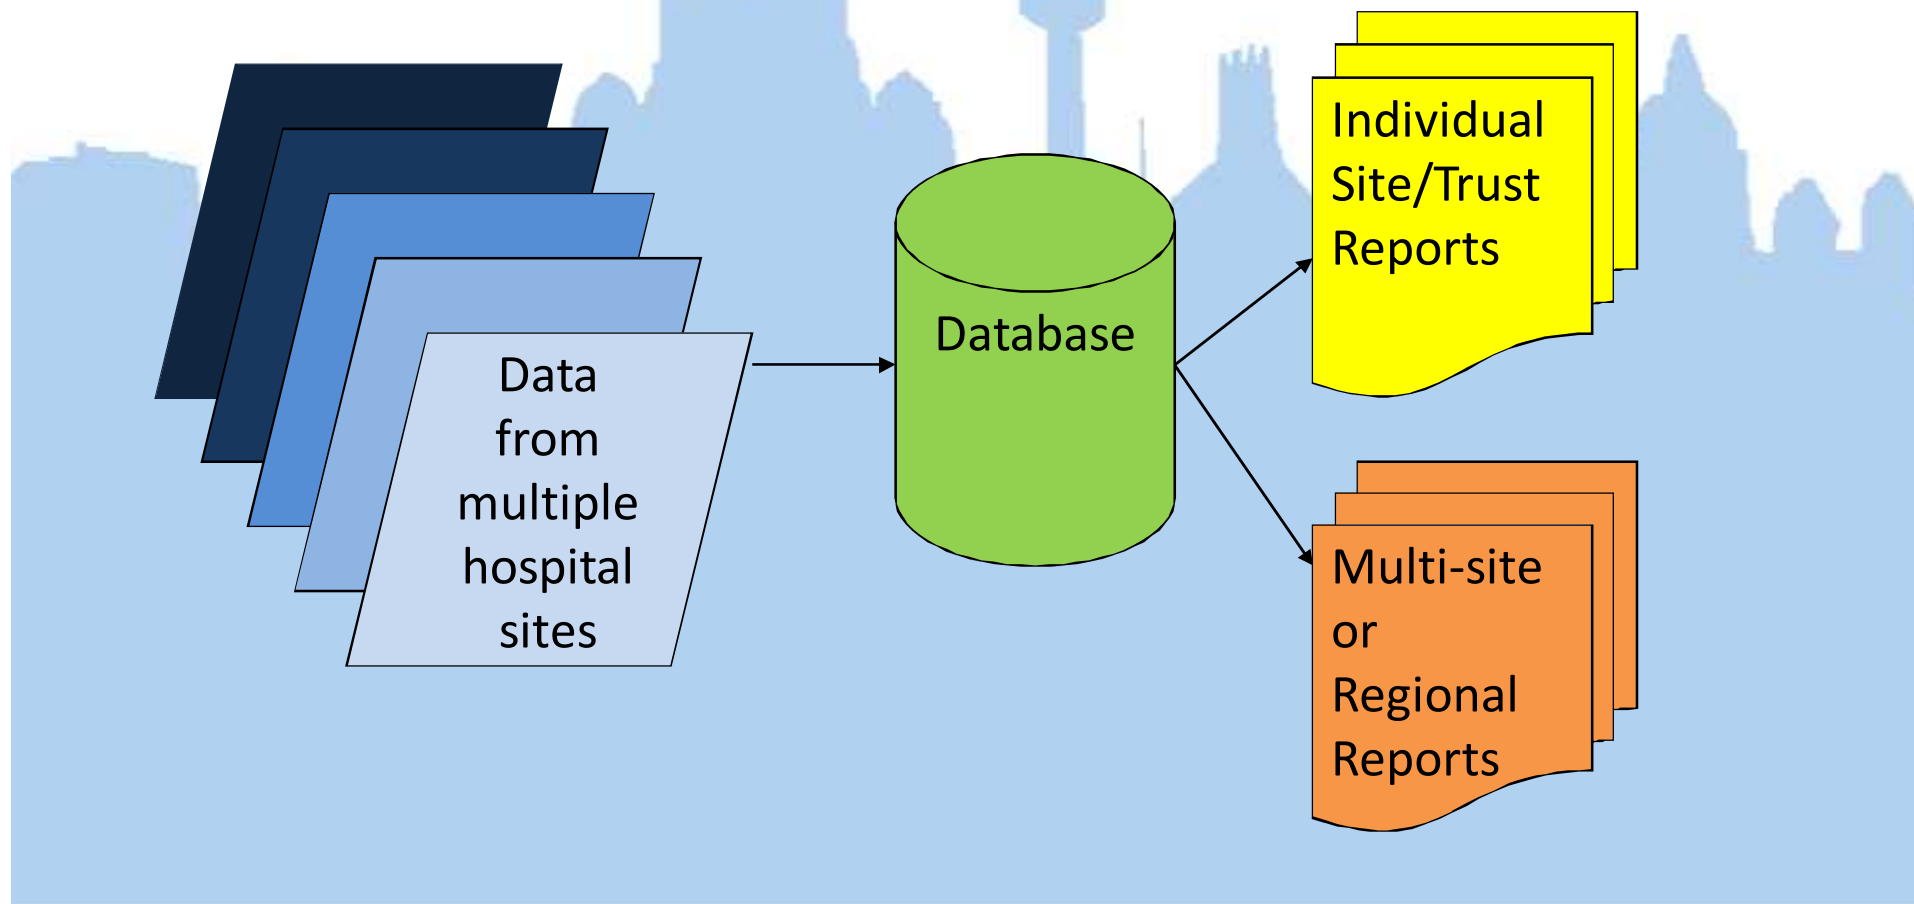 Data
from
multiple
hospital
sites
Database
Individual
Site/Trust
Reports
Multi-site
or
Regional
Reports